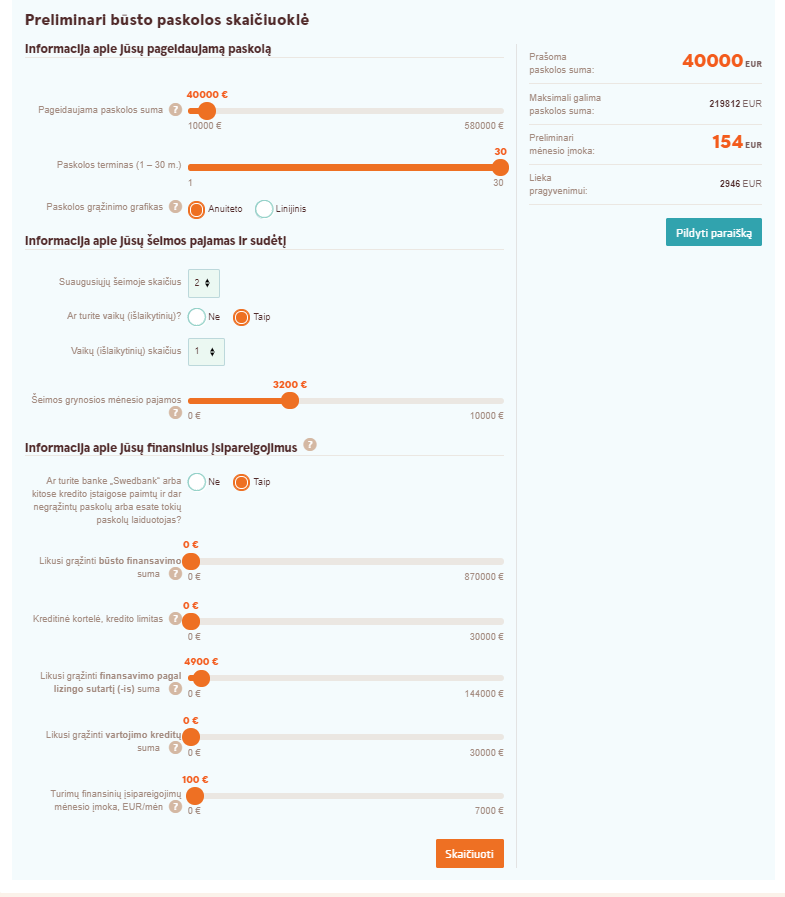 Preliminari būsto paskolos skaičiuoklė
Informacija apie jūsų pageidaujamą paskolą
40000 €
Pageidaujama paskolos suma ?
10000 € 580000 €
30
Paskolos terminas (1 – 30 m.)
1 30
Paskolos grąžinimo grafikas ? Anuiteto Linijinis
Informacija apie jūsų šeimos pajamas ir sudėtį
Suaugusiųjų šeimoje skaičius 2
Ar turite vaikų (išlaikytinių)? Ne Taip
Vaikų (išlaikytinių) skaičius 1
3200 €
Šeimos grynosios mėnesio pajamos
? 0 € 10000 €
Informacija apie jūsų finansinius įsipareigojimus ?
Ar turite banke „Swedbank“ arba Ne Taip
kitose kredito įstaigose paimtų ir dar
negrąžintų paskolų arba esate tokių
paskolų laiduotojas?
0 €
Likusi grąžinti būsto finansavimo
suma ? 0 € 870000 €
0 €
Kreditinė kortelė, kredito limitas ?
0 € 30000 €
4900 €
Likusi grąžinti finansavimo pagal
lizingo sutartį (-is) suma ? 0 € 144000 €
0 €
Likusi grąžinti vartojimo kreditų
suma ? 0 € 30000 €
100 €
Turimų finansinių įsipareigojimų
mėnesio įmoka, EUR/mėn ? 0 € 7000 €
Skaičiuoti
Prašoma
paskolos suma: 40000 EUR
Maksimali galima
paskolos suma: 219812 EUR
Preliminari
mėnesio įmoka: 154 EUR
Lieka
pragyvenimui: 2946 EUR
Pildyti paraišką